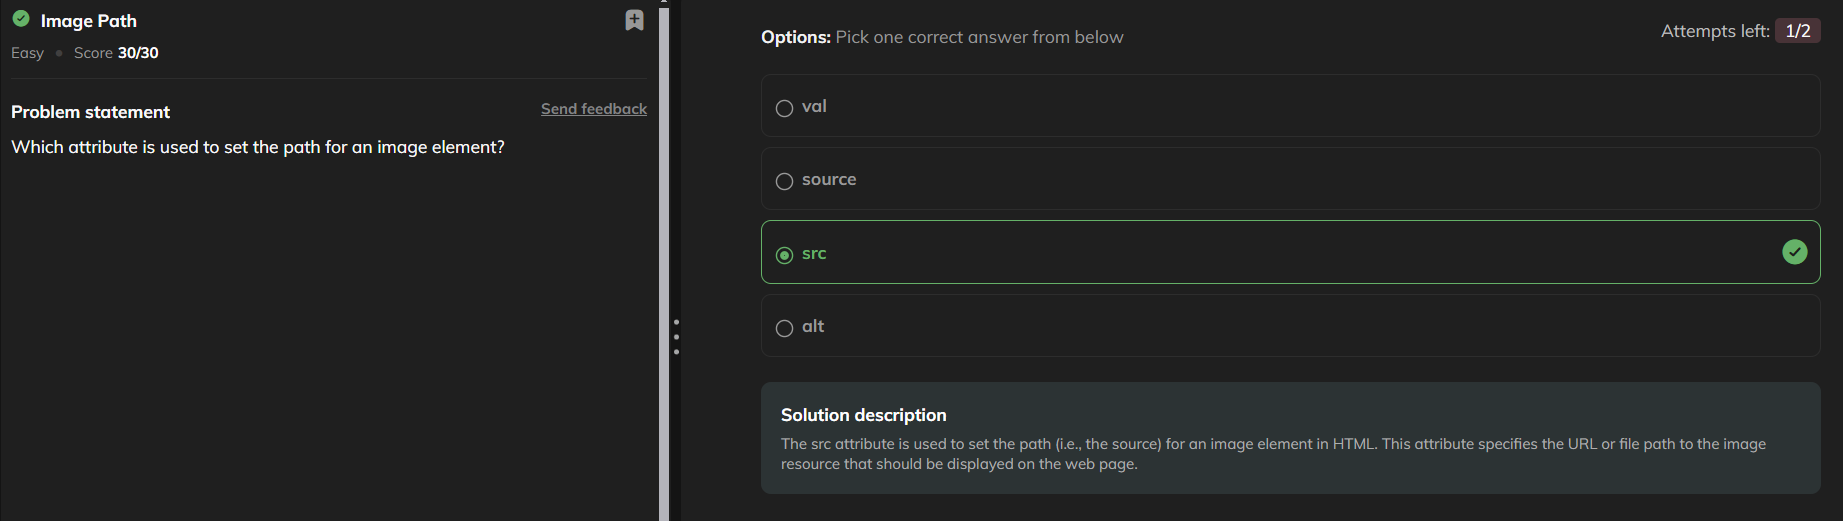 Image Path
Easy • Score 30/30
Problem statement
Send feedback
Which attribute is used to set the path for an image element?
Options: Pick one correct answer from below
Attempts left: 1/2
val
source
src
alt
Solution description
The src attribute is used to set the path (i.e., the source) for an image element in HTML. This attribute specifies the URL or file path to the image
resource that should be displayed on the web page.